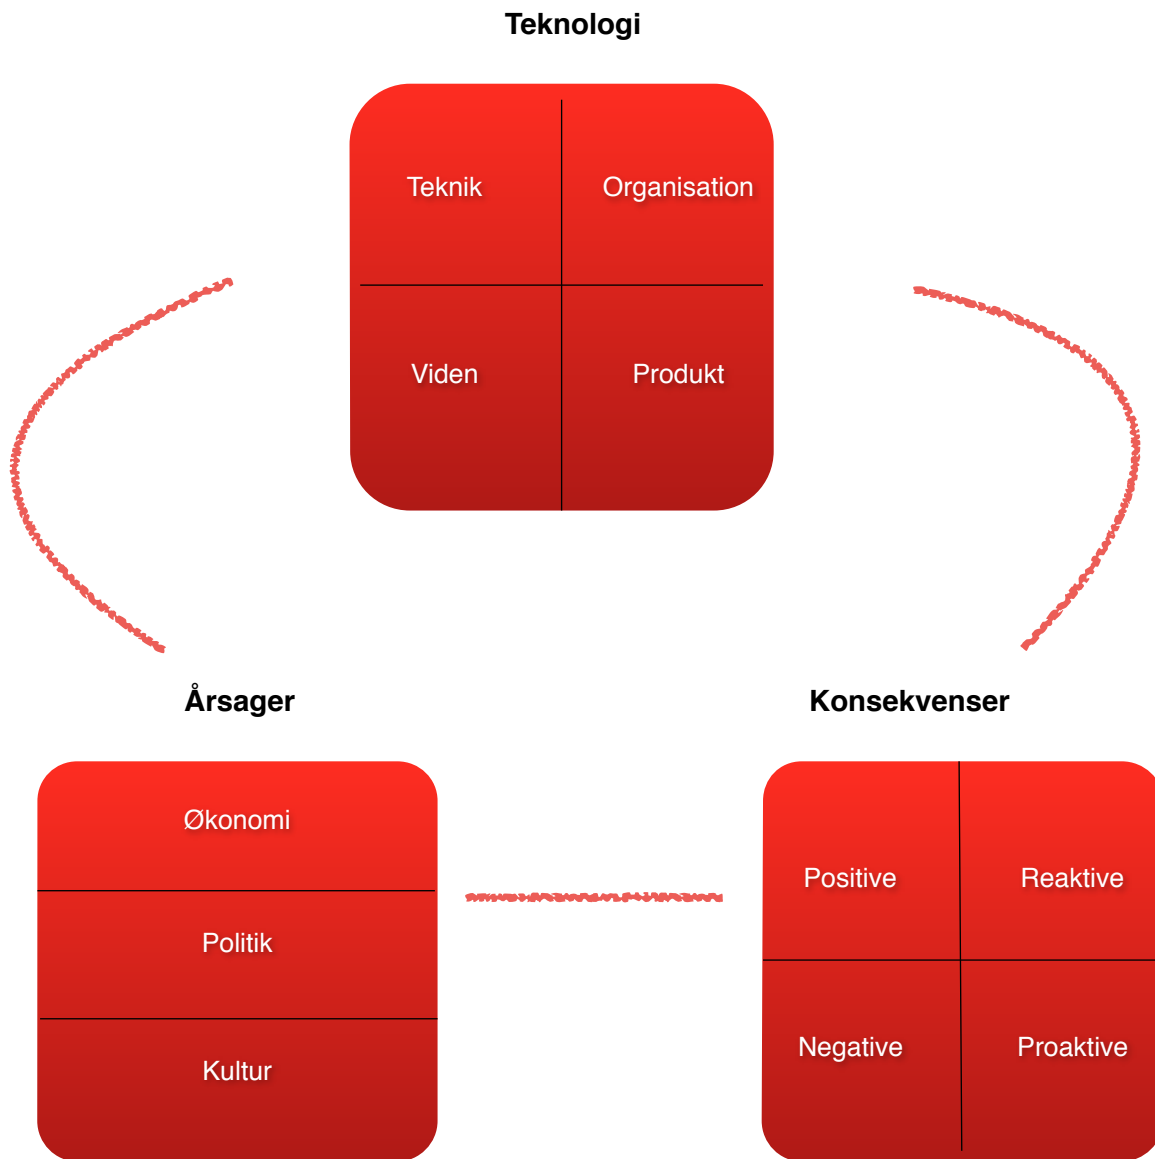 Teknologi
Teknik
Organisation
Viden
Produkt
Årsager
Konsekvenser
Økonomi
Politik
Kultur
Positive
Reaktive
Negative
Proaktive